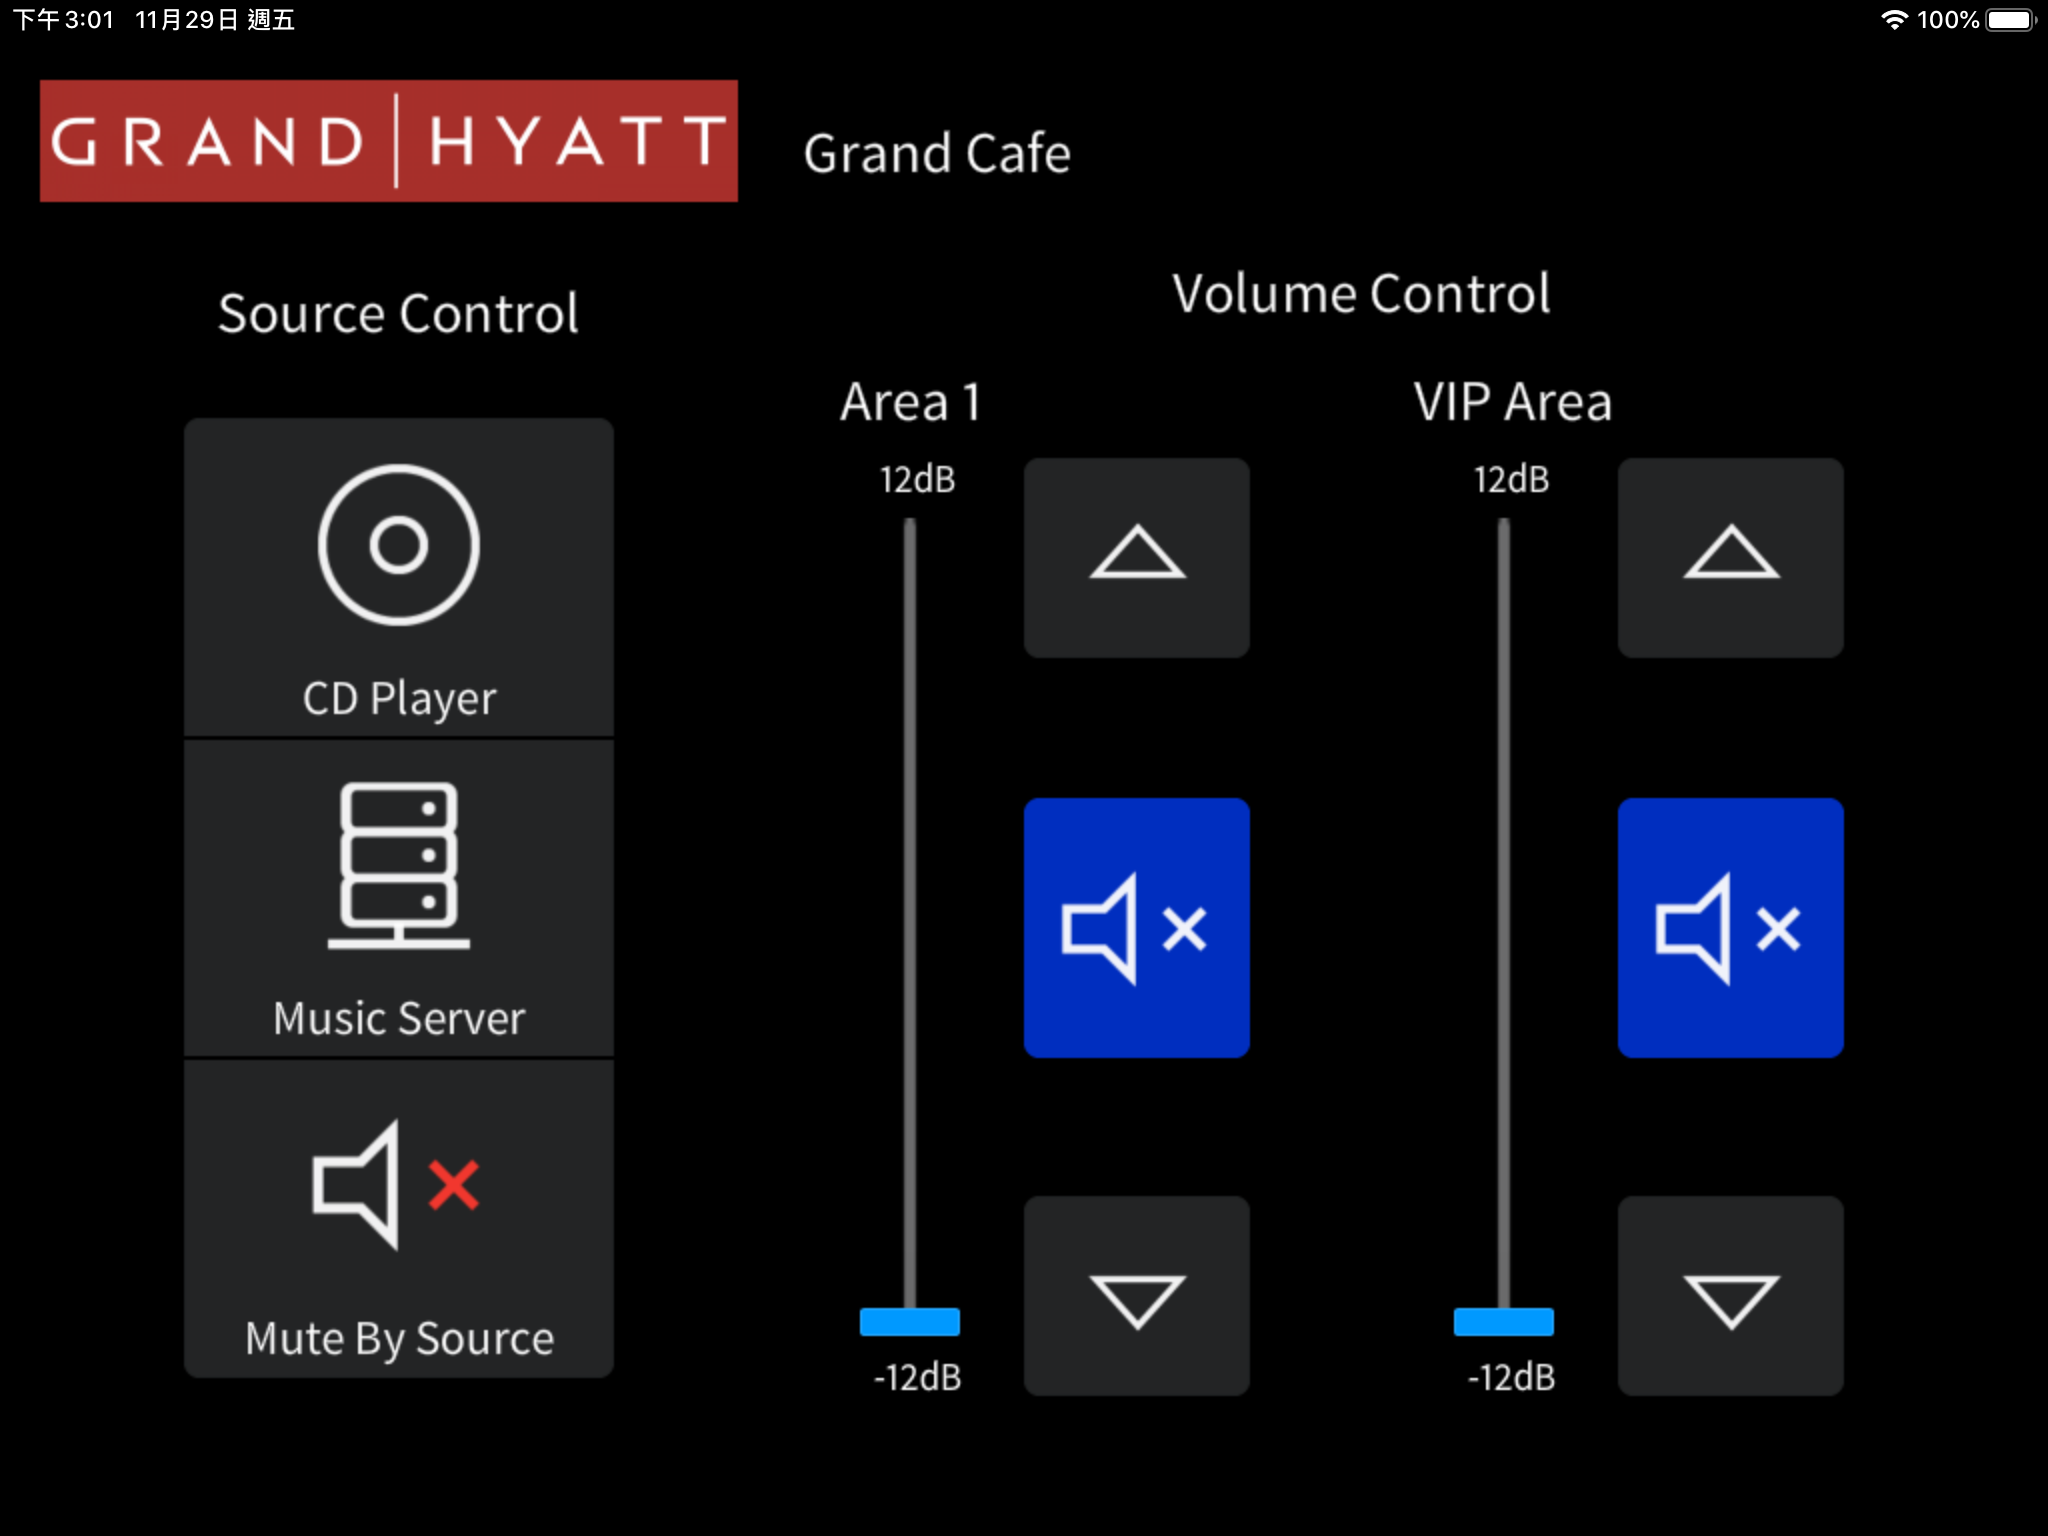 下午3:01 11月29日 週五
100%
GRAND HYATT
Grand Cafe
Source Control
Volume Control
Area 1
VIP Area
12dB
12dB
CD Player
Music Server
Mute By Source
-12dB
-12dB